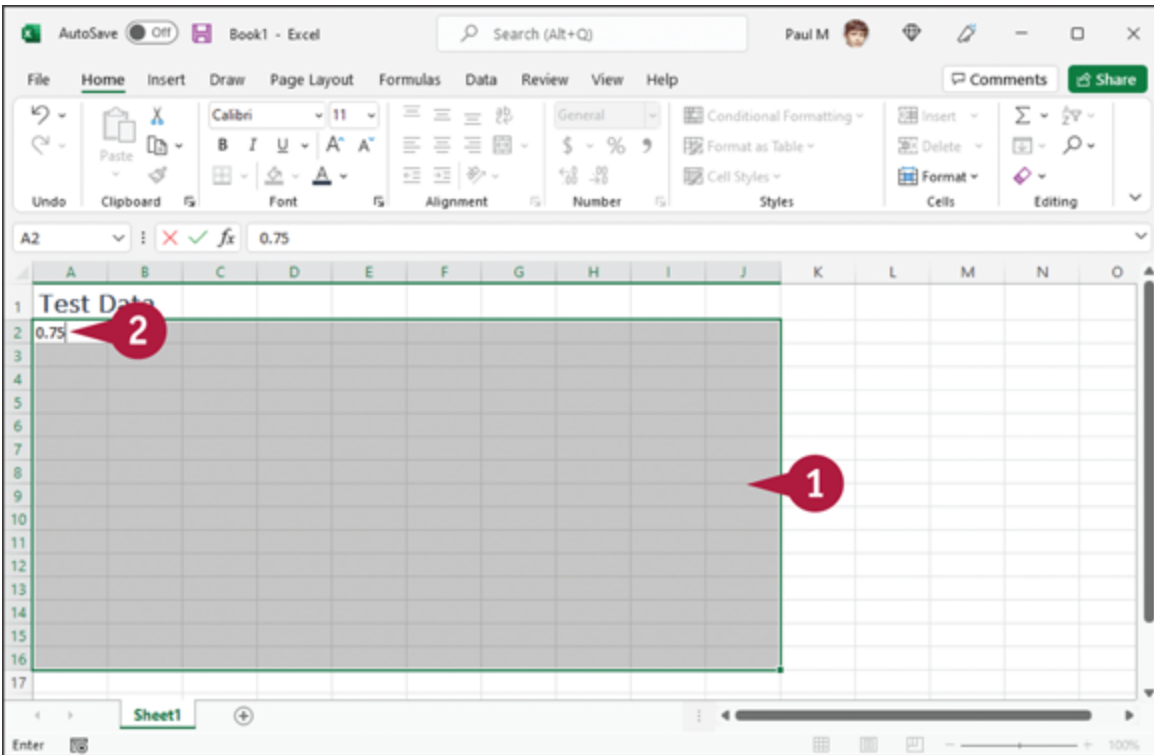 AutoSave Off Book1 - Excel Search (Alt+Q) Paul M
File Home Insert Draw Page Layout Formulas Data Review View Help Comments Share
Calibri 11 ab General Conditional Formatting Insert Σ
Paste B I U A A $ % 9 Format as Table Delete
A Cell Styles Format
Undo Clipboard Font Alignment Number Styles Cells Editing
A2 fx 0.75
A B C D E F G H I J K L M N O
1 Test Data
2 0.75 2
3
4
5
6
7
8 1
9
10
11
12
13
14
15
16
17
Sheet1
Enter 100%